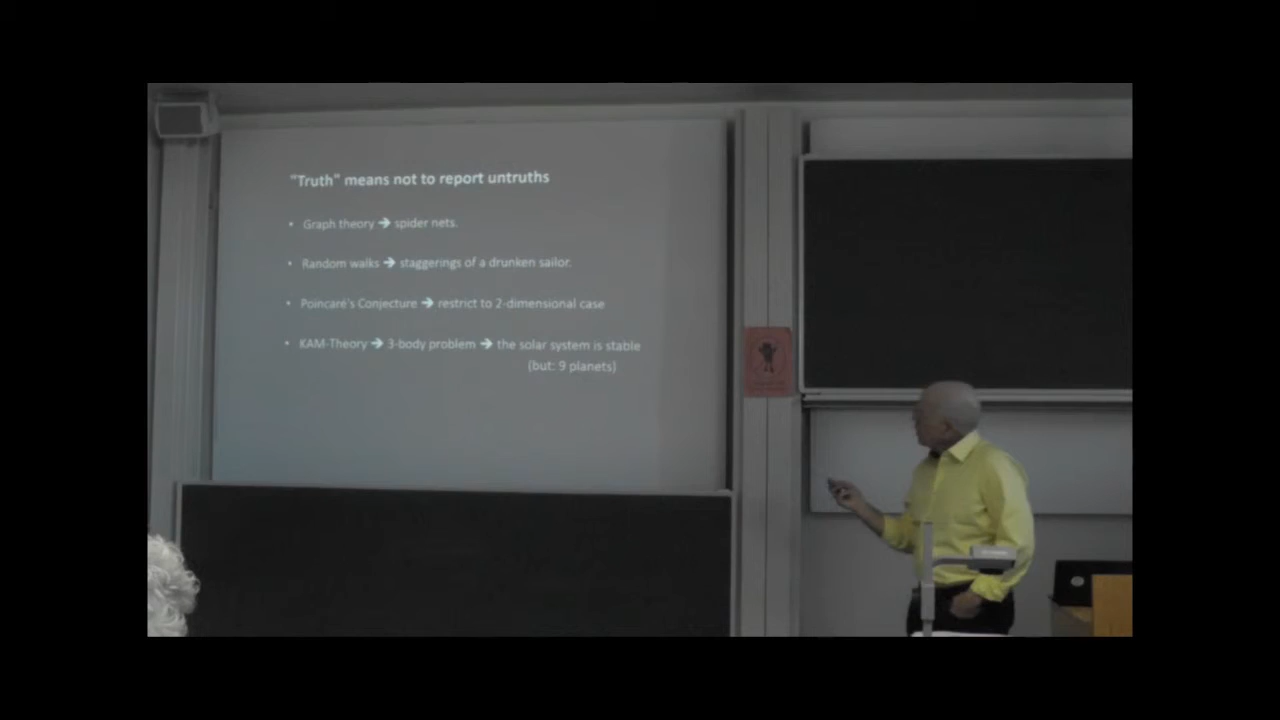 "Truth" means not to report untruths
• Graph theory ➔ spider nets.
• Random walks ➔ staggerings of a drunken sailor.
• Poincaré's Conjecture ➔ restrict to 2-dimensional case
• KAM-Theory ➔ 3-body problem ➔ the solar system is stable
(but: 9 planets)